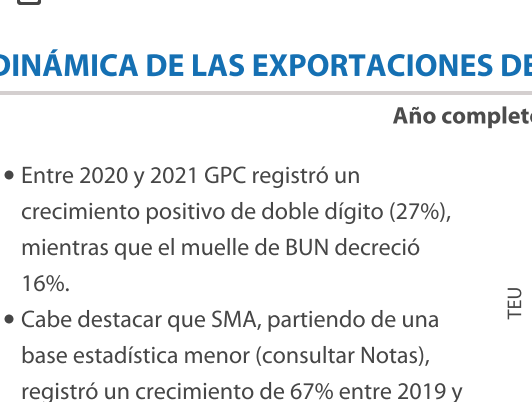 DINÁMICA DE LAS EXPORTACIONES DE
Año complet
• Entre 2020 y 2021 GPC registró un
crecimiento positivo de doble dígito (27%),
mientras que el muelle de BUN decreció
16%.
TEU
• Cabe destacar que SMA, partiendo de una
base estadística menor (consultar Notas),
registró un crecimiento de 67% entre 2019 y